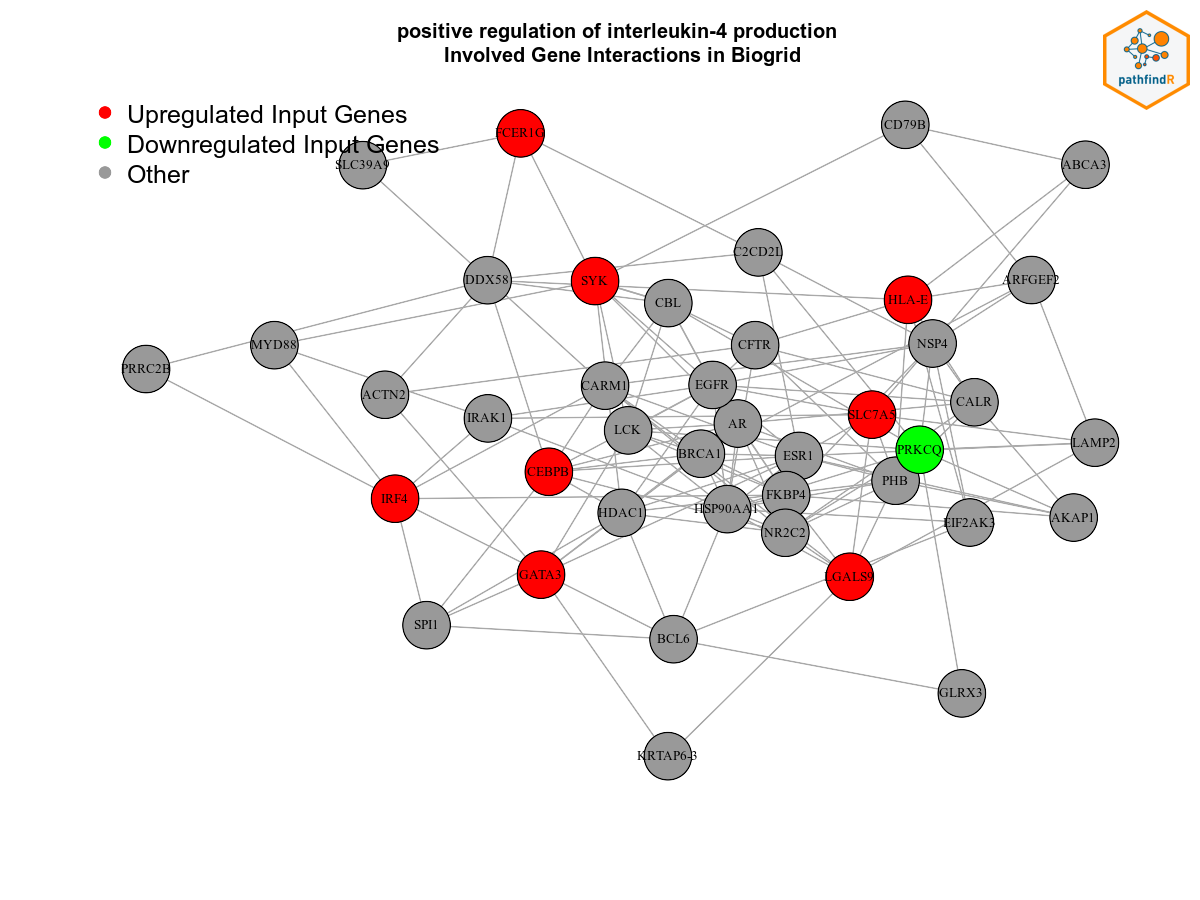 positive regulation of interleukin-4 production
Involved Gene Interactions in Biogrid
pathfindR
Upregulated Input Genes
Downregulated Input Genes
Other
FCER1G
CD79B
SLC39A9
ABCA3
C2CD2L
DDX58
SYK
ARFGEF2
HLA-E
CBL
MYD88
CFTR
NSP4
PRRC2B
ACTN2
CARM1
EGFR
CALR
IRAK1
SLC7A5
LCK
AR
LAMP2
PRKCQ
BRCA1
ESR1
CEBPB
PHB
IRF4
FKBP4
HDAC1
HSP90AA1
AKAP1
EIF2AK3
NR2C2
GATA3
LGALS9
SPI1
BCL6
GLRX3
KRTAP6-3